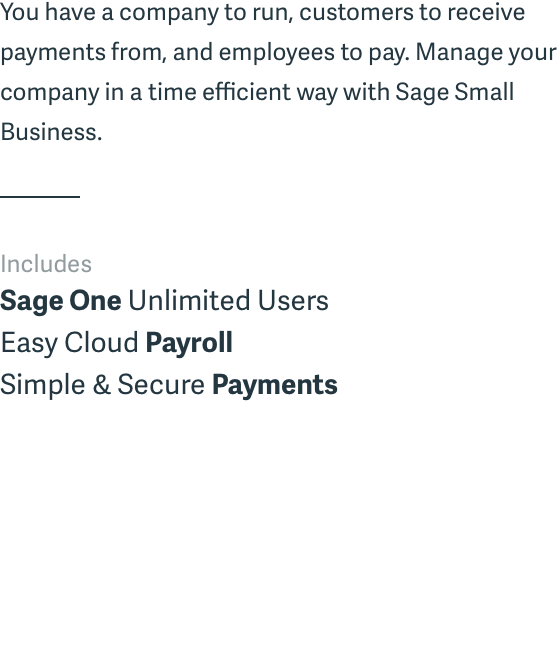 You have a company to run, customers to receive
payments from, and employees to pay. Manage your
company in a time efficient way with Sage Small
Business.
Includes
Sage One Unlimited Users
Easy Cloud Payroll
Simple & Secure Payments